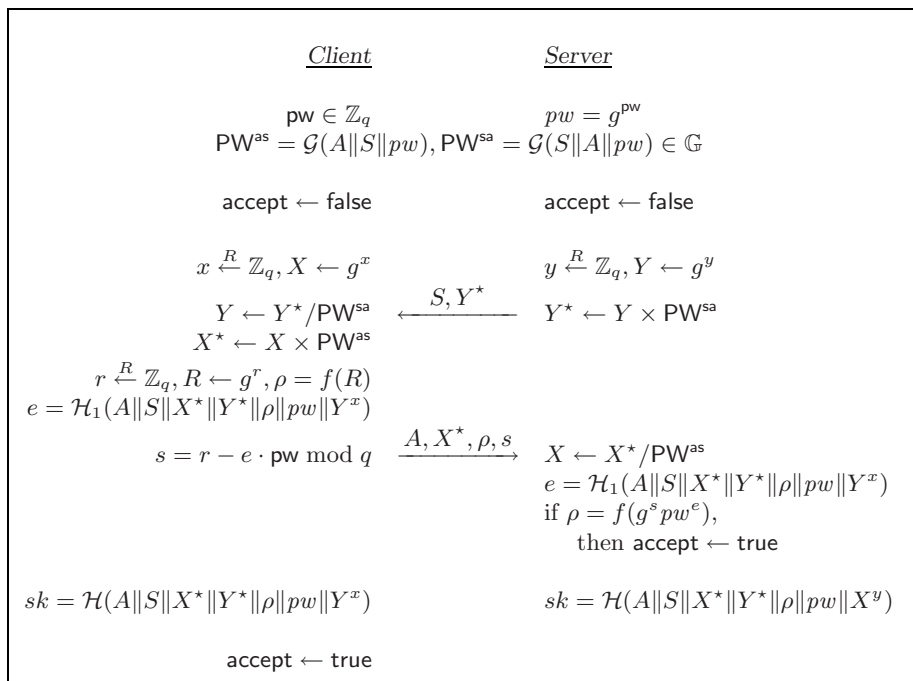 Client Server
pw ∈ ℤ_q pw = g^pw
PW^as = 𝒢(A∥S∥pw), PW^sa = 𝒢(S∥A∥pw) ∈ 𝔾
accept ← false accept ← false
x ←^R ℤ_q, X ← g^x y ←^R ℤ_q, Y ← g^y
Y ← Y*/PW^sa S, Y* Y* ← Y × PW^sa
X* ← X × PW^as
r ←^R ℤ_q, R ← g^r, ρ = f(R)
e = ℋ₁(A∥S∥X*∥Y*∥ρ∥pw∥Y^x)
s = r − e · pw mod q A, X*, ρ, s X ← X*/PW^as
e = ℋ₁(A∥S∥X*∥Y*∥ρ∥pw∥Y^x)
if ρ = f(g^s pw^e),
then accept ← true
sk = ℋ(A∥S∥X*∥Y*∥ρ∥pw∥Y^x) sk = ℋ(A∥S∥X*∥Y*∥ρ∥pw∥X^y)
accept ← true